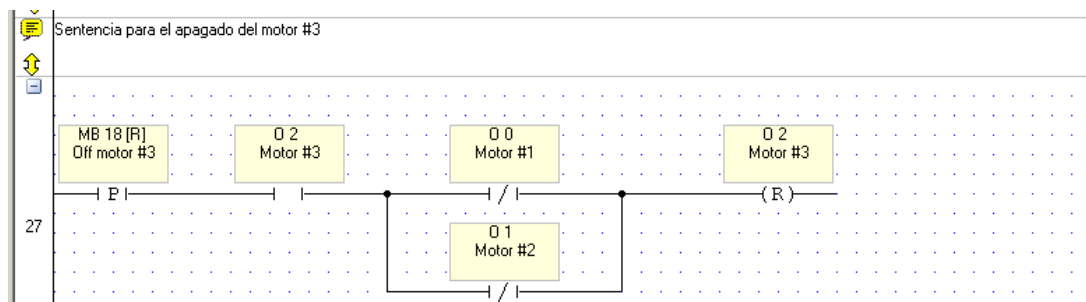 Sentencia para el apagado del motor #3
MB 18 [R]
Off motor #3
O 2
Motor #3
O 0
Motor #1
O 2
Motor #3
P
/
(R)
27
O 1
Motor #2
/